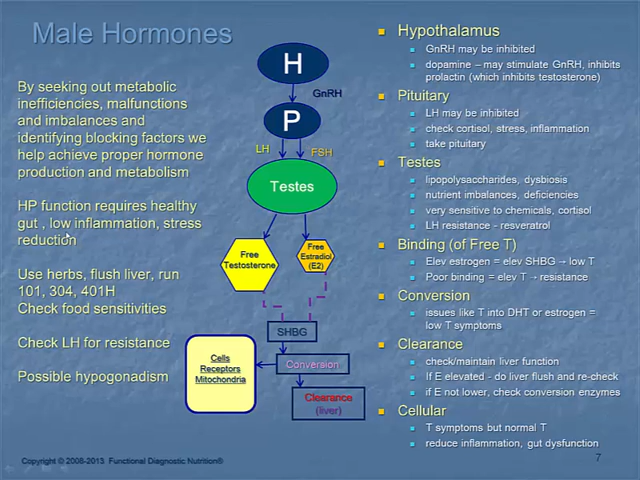 Male Hormones
By seeking out metabolic
inefficiencies, malfunctions
and imbalances and
identifying blocking factors we
help achieve proper hormone
production and metabolism
HP function requires healthy
gut , low inflammation, stress
reduction
Use herbs, flush liver, run
101, 304, 401H
Check food sensitivities
Check LH for resistance
Possible hypogonadism
H
GnRH
P
LH
FSH
Testes
Free
Testosterone
Free
Estradiol
(E2)
SHBG
Cells
Receptors
Mitochondria
Conversion
Clearance
(liver)
Hypothalamus
GnRH may be inhibited
dopamine – may stimulate GnRH, inhibits
prolactin (which inhibits testosterone)
Pituitary
LH may be inhibited
check cortisol, stress, inflammation
take pituitary
Testes
lipopolysaccharides, dysbiosis
nutrient imbalances, deficiencies
very sensitive to chemicals, cortisol
LH resistance - resveratrol
Binding (of Free T)
Elev estrogen = elev SHBG → low T
Poor binding = elev T → resistance
Conversion
issues like T into DHT or estrogen =
low T symptoms
Clearance
check/maintain liver function
If E elevated - do liver flush and re-check
if E not lower, check conversion enzymes
Cellular
T symptoms but normal T
reduce inflammation, gut dysfunction
Copyright © 2008-2013 Functional Diagnostic Nutrition®
7